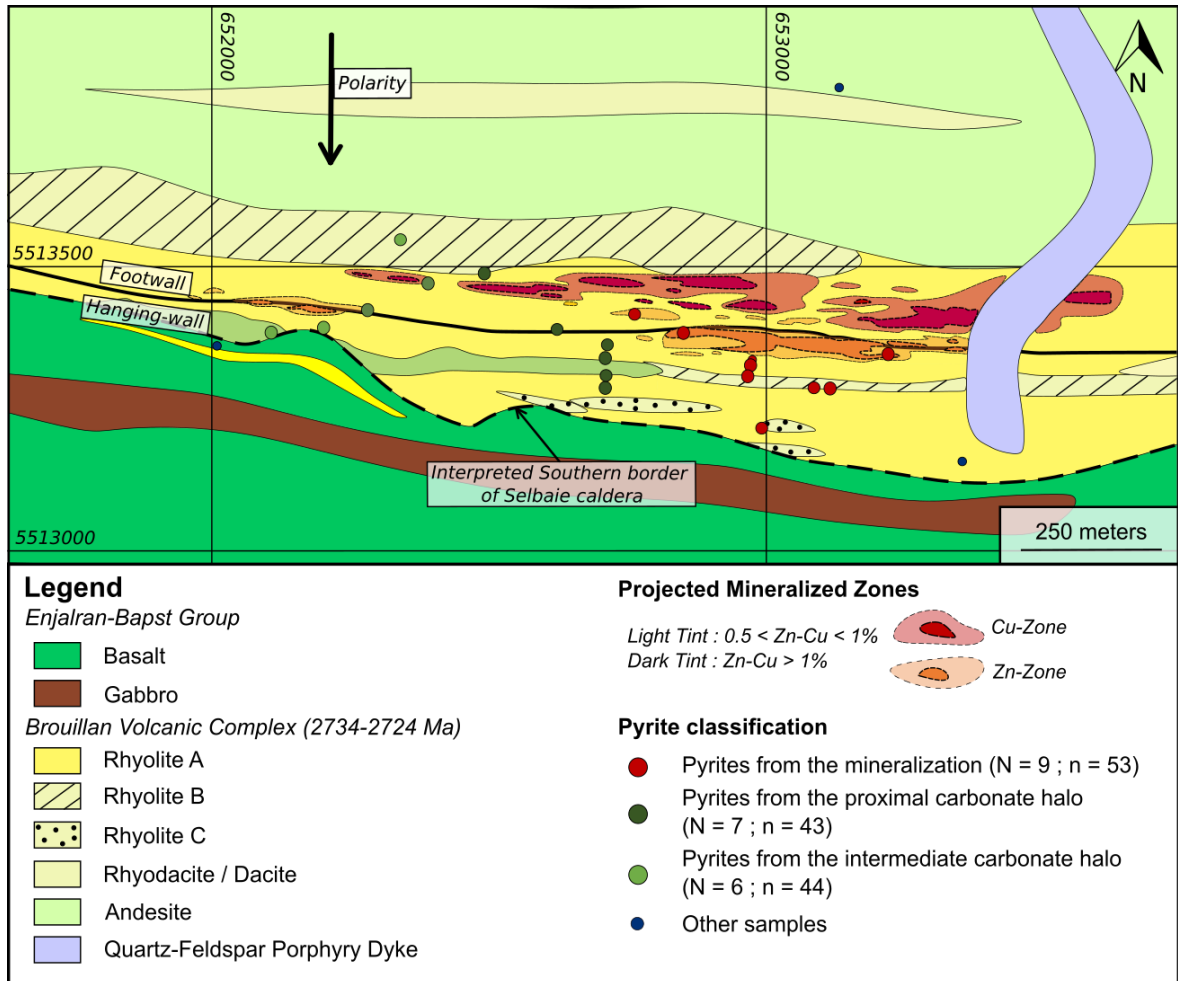 652000
653000
Polarity
N
5513500
Footwall
Hanging-wall
Interpreted Southern border
of Selbaie caldera
5513000
250 meters
Legend
Enjalran-Bapst Group
Basalt
Gabbro
Brouillan Volcanic Complex (2734-2724 Ma)
Rhyolite A
Rhyolite B
Rhyolite C
Rhyodacite / Dacite
Andesite
Quartz-Feldspar Porphyry Dyke
Projected Mineralized Zones
Light Tint : 0.5 < Zn-Cu < 1%
Dark Tint : Zn-Cu > 1%
Cu-Zone
Zn-Zone
Pyrite classification
Pyrites from the mineralization (N = 9 ; n = 53)
Pyrites from the proximal carbonate halo
(N = 7 ; n = 43)
Pyrites from the intermediate carbonate halo
(N = 6 ; n = 44)
Other samples